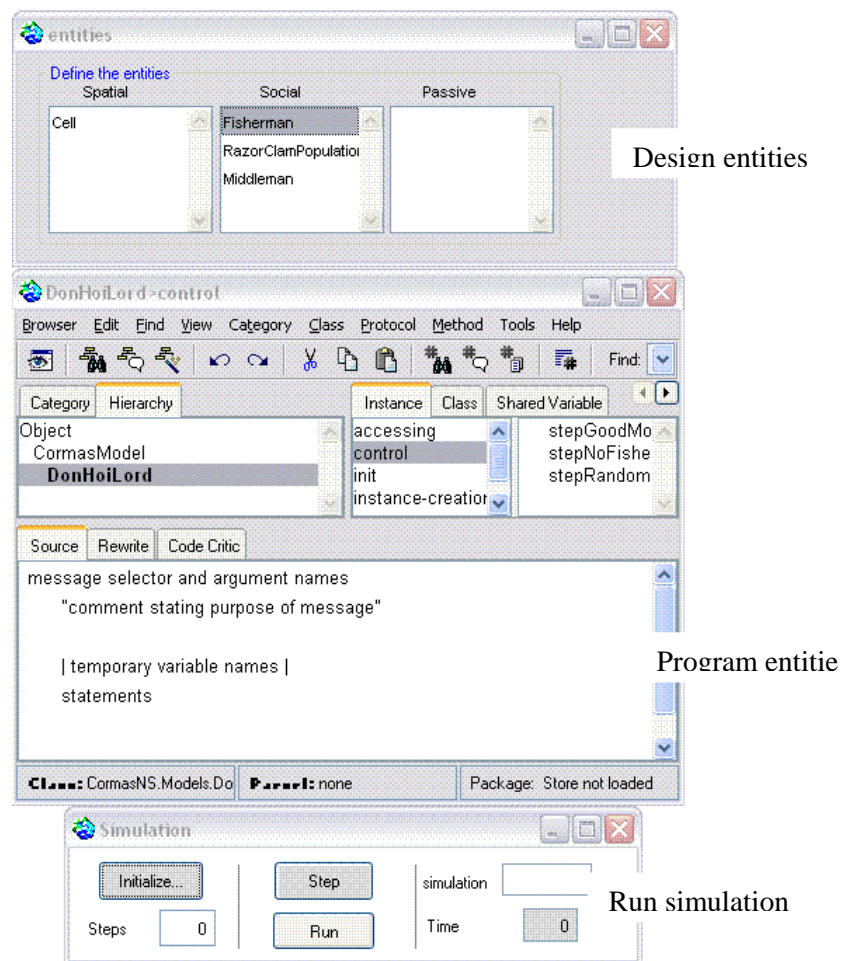 entities
Define the entities
Spatial Social Passive
Cell
Fisherman
RazorClamPopulation
Middleman
Design entities
DonHoiLord>control
Browser Edit Find View Category Class Protocol Method Tools Help
Find:
Category Hierarchy
Instance Class Shared Variable
Object
CormasModel
DonHoiLord
accessing
control
init
instance-creation
stepGoodMo
stepNoFishe
stepRandom
Source Rewrite Code Critic
message selector and argument names
"comment stating purpose of message"
| temporary variable names |
statements
Program entitie
Class: CormasNS.Models.Do Parcel: none Package: Store not loaded
Simulation
Initialize... Step simulation
Run simulation
Steps 0 Run Time 0